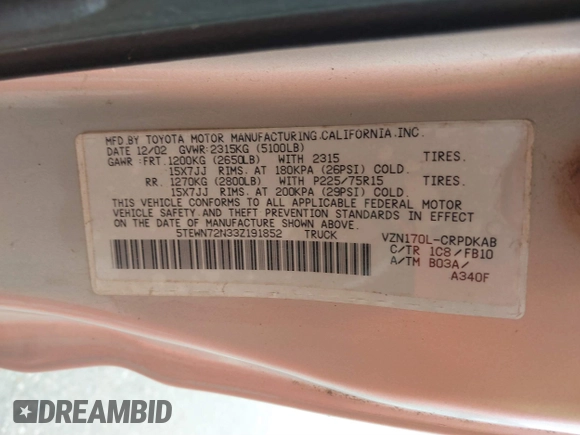 MFD.BY TOYOTA MOTOR MANUFACTURING,CALIFORNIA,INC.
DATE 12/02 GVWR:2315KG (5100LB)
GAWR:FRT.1200KG (2650LB) WITH 2315 TIRES.
15X7JJ RIMS AT 180KPA (26PSI) COLD.
RR. 1270KG (2800LB) WITH P225/75R15 TIRES.
15X7JJ RIMS AT 200KPA (29PSI) COLD.
THIS VEHICLE CONFORMS TO ALL APPLICABLE FEDERAL MOTOR
VEHICLE SAFETY STANDARDS IN EFFECT ON
THE DATE OF MANUFACTURE SHOWN ABOVE
5TEWN72N33Z191852 TRUCK VZN170L-CRPDKAB
C/TR 1C8/FB10
A/TM B03A/
A340F
DREAMBID